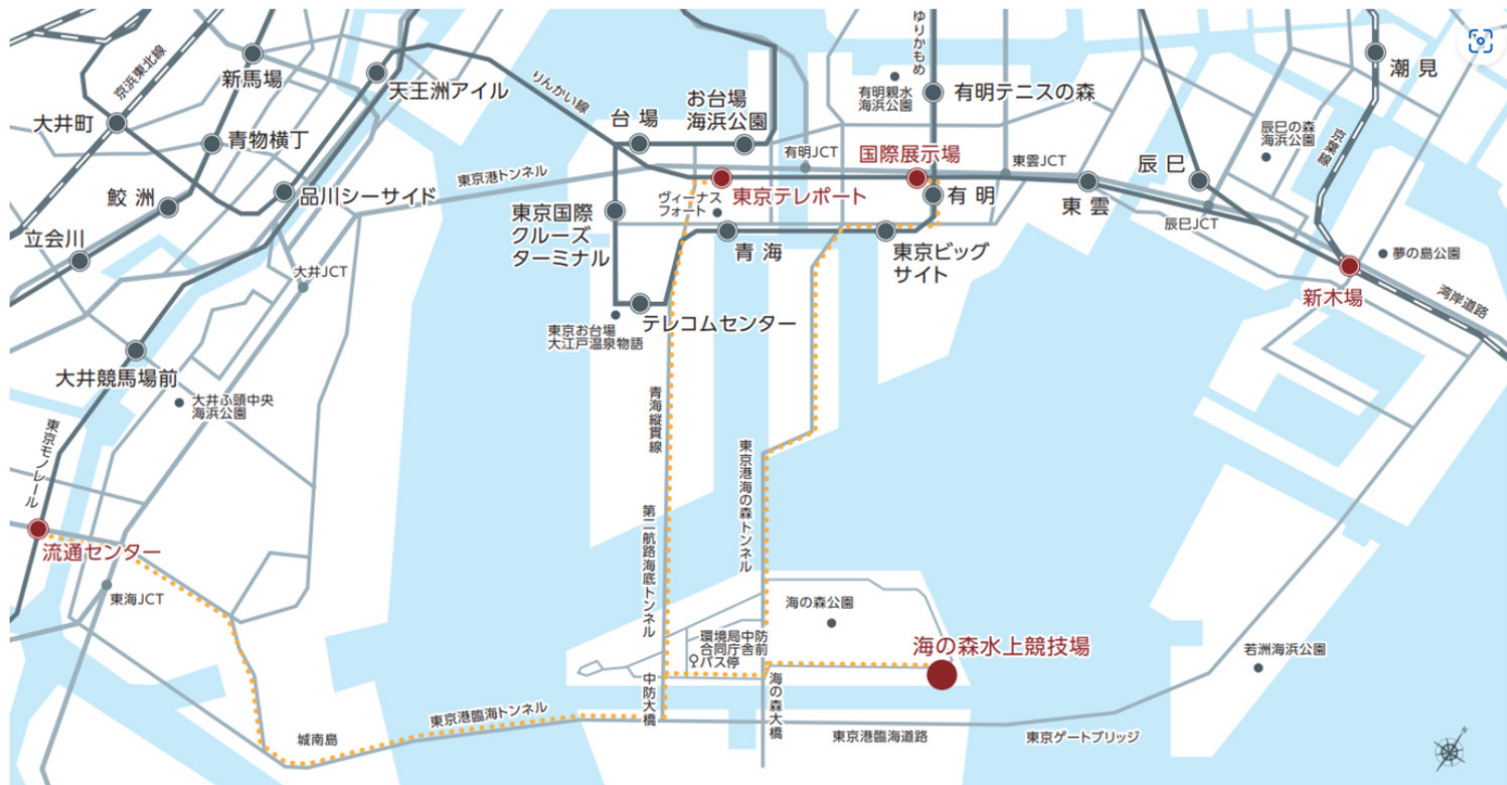 京浜東北線
新馬場
天王洲アイル
りんかい線
大井町
青物横丁
台場
お台場
海浜公園
ゆりかもめ
有明親水
海浜公園
有明テニスの森
潮見
辰巳の森
海浜公園
京葉線
鮫洲
品川シーサイド
東京港トンネル
有明JCT
国際展示場
東雲JCT
辰巳
立会川
東京国際
クルーズ
ターミナル
ヴィーナス
フォート
東京テレポート
有明
東雲
辰巳JCT
大井JCT
青海
東京ビッグ
サイト
夢の島公園
新木場
湾岸道路
東京お台場
大江戸温泉物語
テレコムセンター
大井競馬場前
大井ふ頭中央
海浜公園
青海縦貫線
東京モノレール
東京港海の森トンネル
第二航路海底トンネル
流通センター
東海JCT
海の森公園
環境局中防
合同庁舎前
バス停
海の森水上競技場
若洲海浜公園
中防大橋
海の森大橋
城南島
東京港臨海トンネル
東京港臨海道路
東京ゲートブリッジ